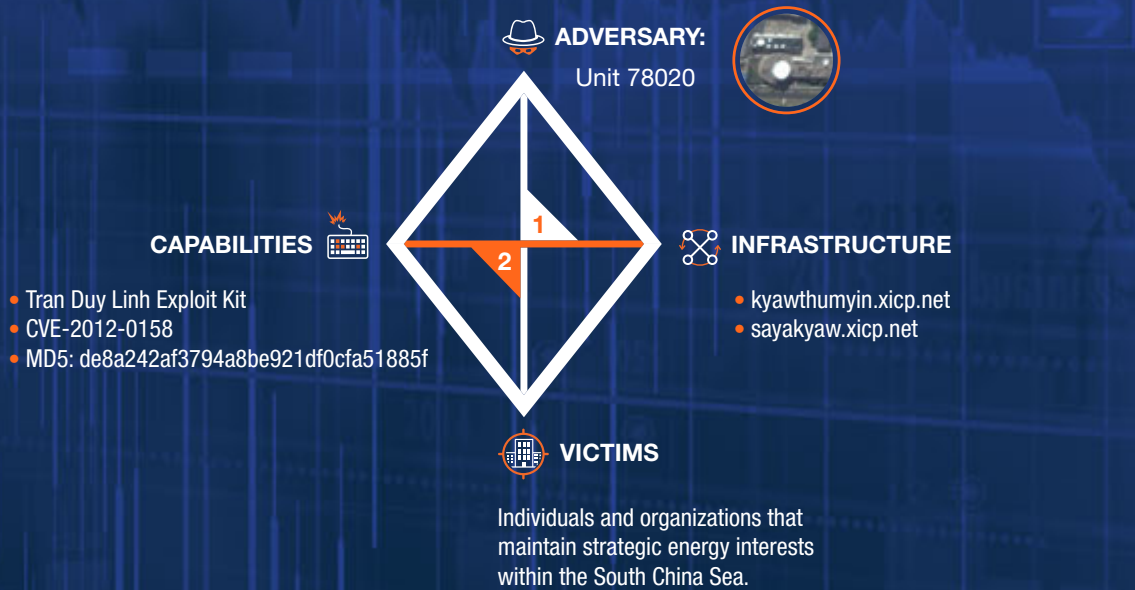 ADVERSARY:
Unit 78020
1
2
CAPABILITIES
• Tran Duy Linh Exploit Kit
• CVE-2012-0158
• MD5: de8a242af3794a8be921df0cfa51885f
INFRASTRUCTURE
• kyawthumyin.xicp.net
• sayakyaw.xicp.net
VICTIMS
Individuals and organizations that
maintain strategic energy interests
within the South China Sea.